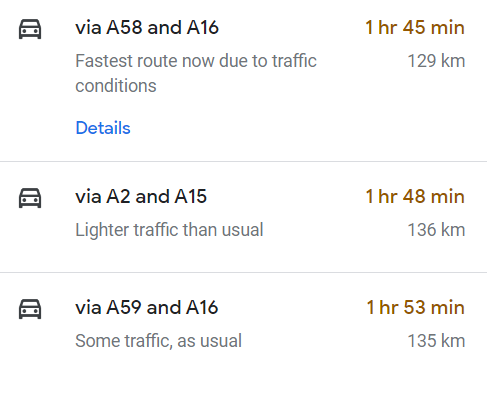 via A58 and A16 1 hr 45 min
Fastest route now due to traffic 129 km
conditions
Details
via A2 and A15 1 hr 48 min
Lighter traffic than usual 136 km
via A59 and A16 1 hr 53 min
Some traffic, as usual 135 km